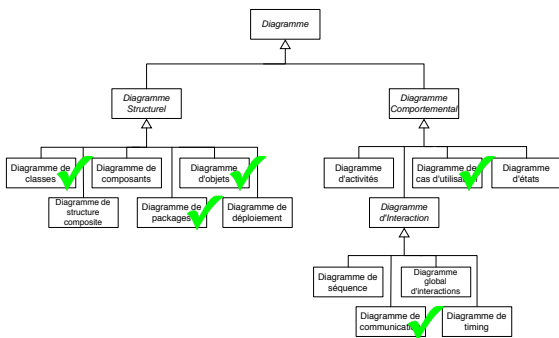 Diagramme
Diagramme
Structurel
Diagramme
Comportemental
Diagramme de
classes
Diagramme de
composants
Diagramme
d'objets
Diagramme de
structure
composite
Diagramme de
packages
Diagramme de
déploiement
Diagramme
d'activités
Diagramme de
cas d'utilisation
Diagramme
d'états
Diagramme
d'Interaction
Diagramme de
séquence
Diagramme
global
d'interactions
Diagramme de
communication
Diagramme de
timing